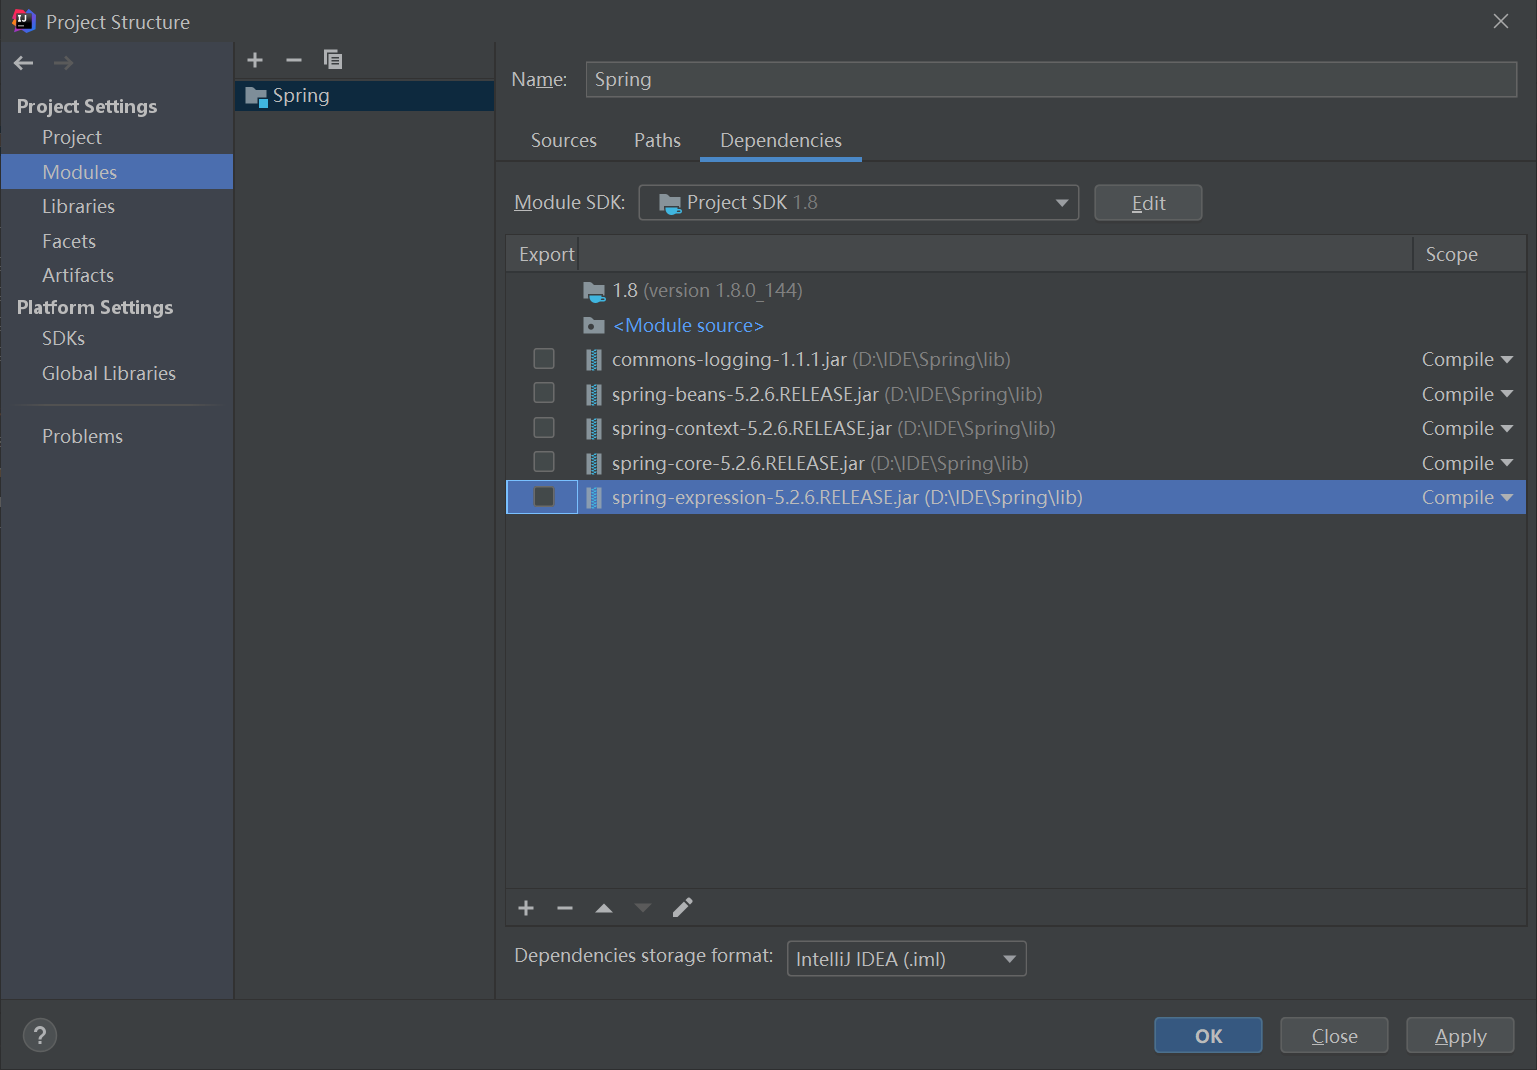 Project Structure
Project Settings
Project
Modules
Libraries
Facets
Artifacts
Platform Settings
SDKs
Global Libraries
Problems
Spring
Name: Spring
Sources Paths Dependencies
Module SDK: Project SDK 1.8 Edit
Export Scope
1.8 (version 1.8.0_144)
<Module source>
commons-logging-1.1.1.jar (D:\IDE\Spring\lib) Compile
spring-beans-5.2.6.RELEASE.jar (D:\IDE\Spring\lib) Compile
spring-context-5.2.6.RELEASE.jar (D:\IDE\Spring\lib) Compile
spring-core-5.2.6.RELEASE.jar (D:\IDE\Spring\lib) Compile
spring-expression-5.2.6.RELEASE.jar (D:\IDE\Spring\lib) Compile
Dependencies storage format: IntelliJ IDEA (.iml)
? OK Close Apply